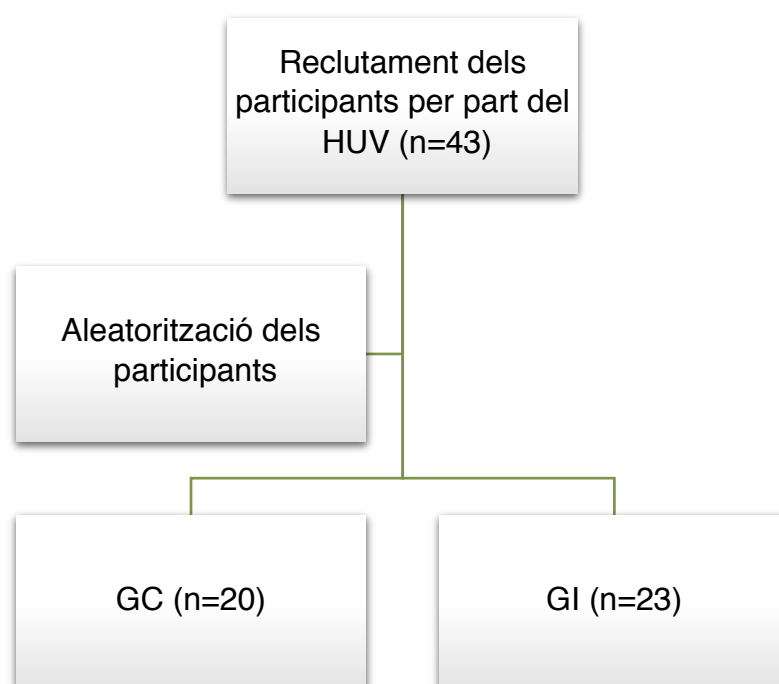 Reclutament dels
participants per part del
HUV (n=43)
Aleatorització dels
participants
GC (n=20)
GI (n=23)